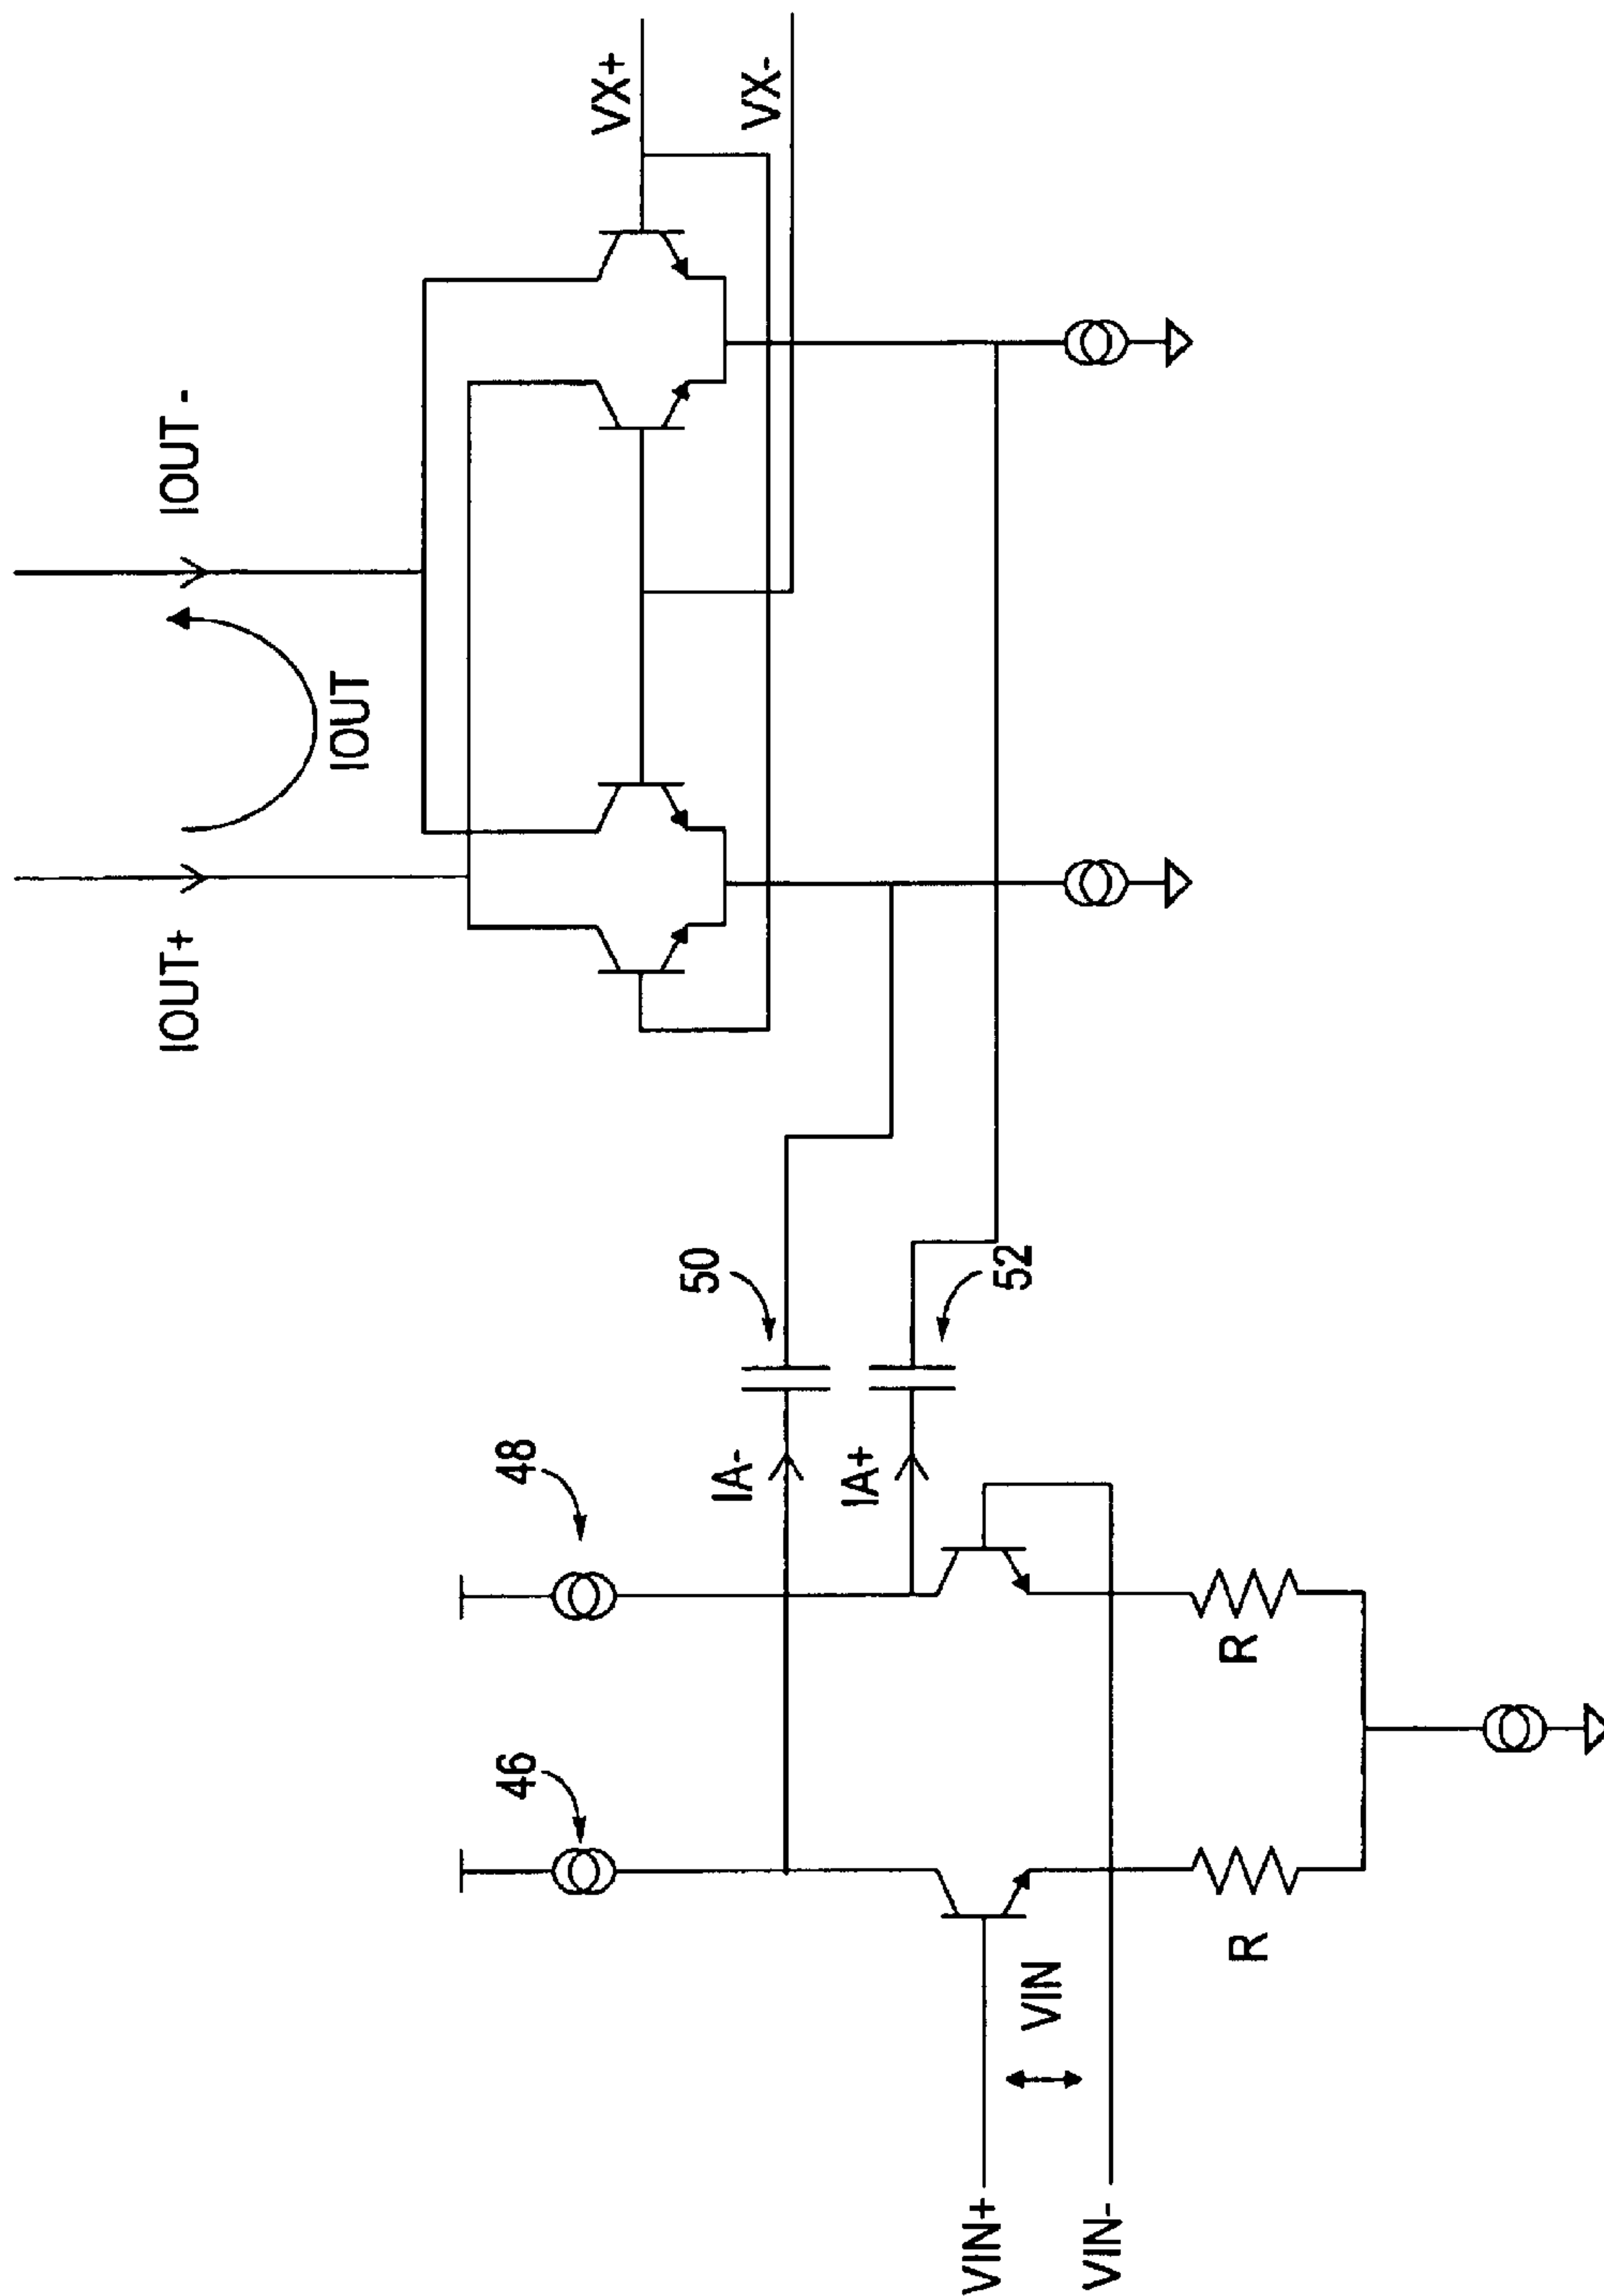 IOUT+
IOUT -
IOUT
VX+
VX-
46
48
50
52
IA-
IA+
VIN+
VIN
VIN-
R
R